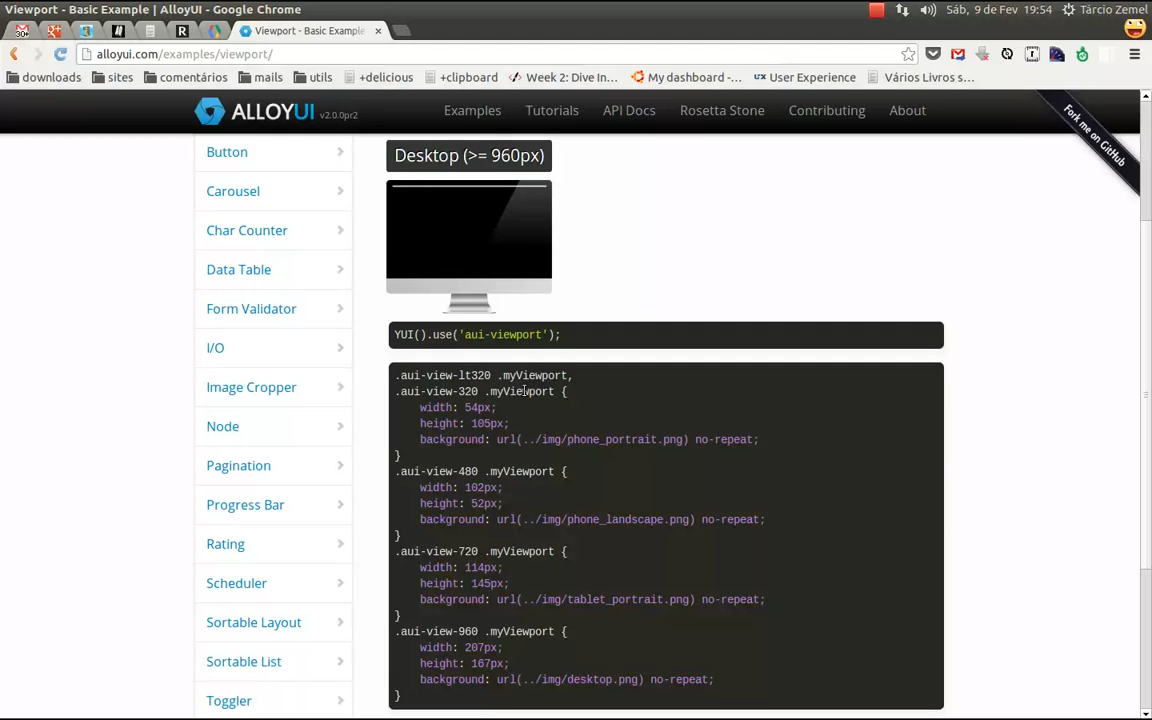 Viewport - Basic Example | AlloyUI - Google Chrome
Sáb, 9 de Fev 19:54 Tárcio Zemel
30+
R
Viewport - Basic Example
alloyui.com/examples/viewport/
downloads sites comentários mails utils +delicious +clipboard Week 2: Dive In... My dashboard -... UX User Experience Vários Livros s...
ALLOYUI v2.0.0pr2
Examples Tutorials API Docs Rosetta Stone Contributing About
Fork me on GitHub
Button
Carousel
Char Counter
Data Table
Form Validator
I/O
Image Cropper
Node
Pagination
Progress Bar
Rating
Scheduler
Sortable Layout
Sortable List
Toggler
Desktop (>= 960px)
YUI().use('aui-viewport');
.aui-view-lt320 .myViewport,
.aui-view-320 .myViewport {
width: 54px;
height: 105px;
background: url(../img/phone_portrait.png) no-repeat;
}
.aui-view-480 .myViewport {
width: 102px;
height: 52px;
background: url(../img/phone_landscape.png) no-repeat;
}
.aui-view-720 .myViewport {
width: 114px;
height: 145px;
background: url(../img/tablet_portrait.png) no-repeat;
}
.aui-view-960 .myViewport {
width: 207px;
height: 167px;
background: url(../img/desktop.png) no-repeat;
}